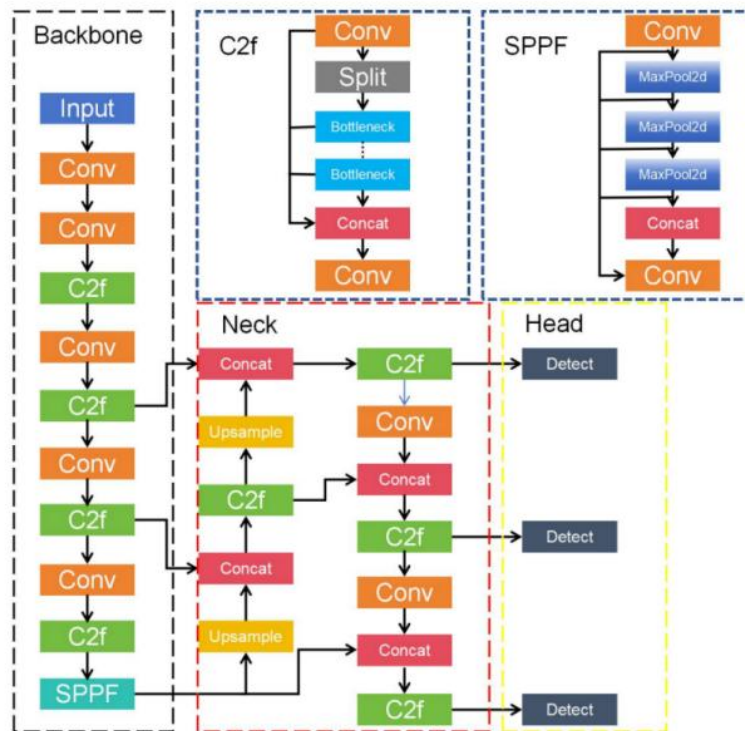 Backbone
Input
Conv
Conv
C2f
Conv
C2f
Conv
C2f
Conv
C2f
SPPF
C2f
Conv
Split
Bottleneck
Bottleneck
Concat
Conv
SPPF
Conv
MaxPool2d
MaxPool2d
MaxPool2d
Concat
Conv
Neck
Concat
Upsample
C2f
Concat
Upsample
C2f
Conv
Concat
C2f
Conv
Concat
C2f
Head
Detect
Detect
Detect